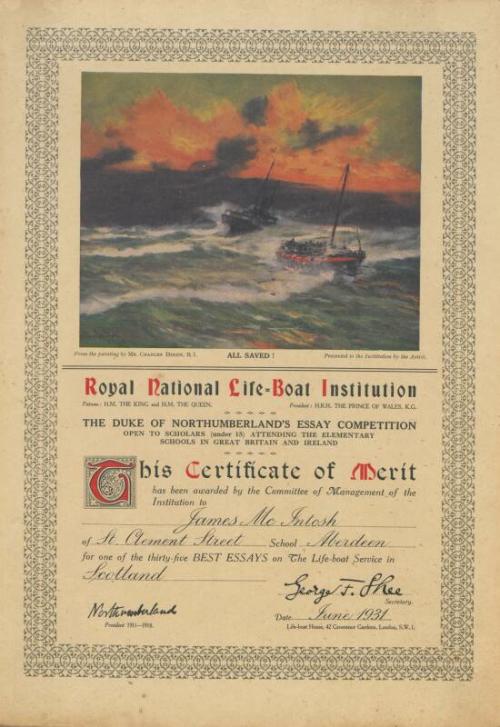 From the painting by MR. CHARLES DIXON, R.I. ALL SAVED! Presented to the Institution by the Artist.
Royal National Life-Boat Institution
Patrons: H.M. THE KING and H.M. THE QUEEN. President: H.R.H. THE PRINCE OF WALES, K.G.
THE DUKE OF NORTHUMBERLAND'S ESSAY COMPETITION
OPEN TO SCHOLARS (under 15) ATTENDING THE ELEMENTARY
SCHOOLS IN GREAT BRITAIN AND IRELAND
This Certificate of Merit
has been awarded by the Committee of Management of the
Institution to
James Mc Intosh
of St. Clement Street School Aberdeen
for one of the thirty-five BEST ESSAYS on The Life-boat Service in
Scotland
George F. Shee
Secretary.
Northumberland
President 1911-1918.
Date June 1931
Life-boat House, 42 Grosvenor Gardens, London, S.W.1.